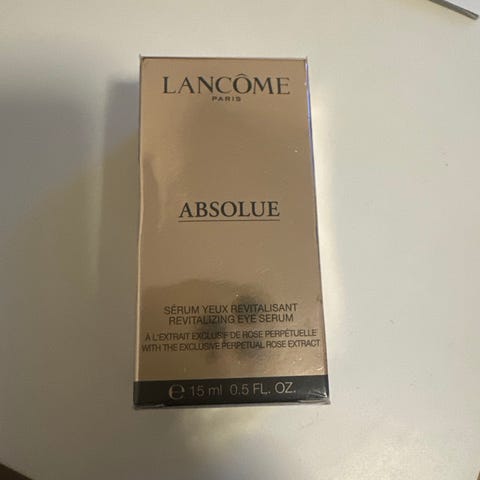 LANCÔME
PARIS
ABSOLUE
SÉRUM YEUX REVITALISANT
REVITALIZING EYE SERUM
À L'EXTRAIT EXCLUSIF DE ROSE PERPÉTUELLE
WITH THE EXCLUSIVE PERPETUAL ROSE EXTRACT
℮ 15 ml 0.5 FL. OZ.